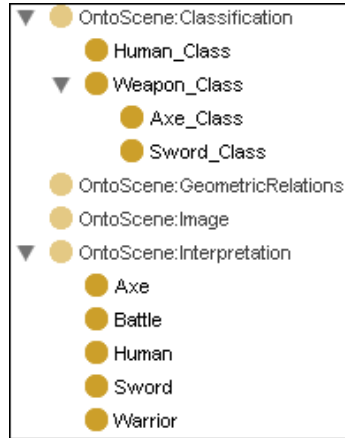 OntoScene:Classification
Human_Class
Weapon_Class
Axe_Class
Sword_Class
OntoScene:GeometricRelations
OntoScene:Image
OntoScene:Interpretation
Axe
Battle
Human
Sword
Warrior